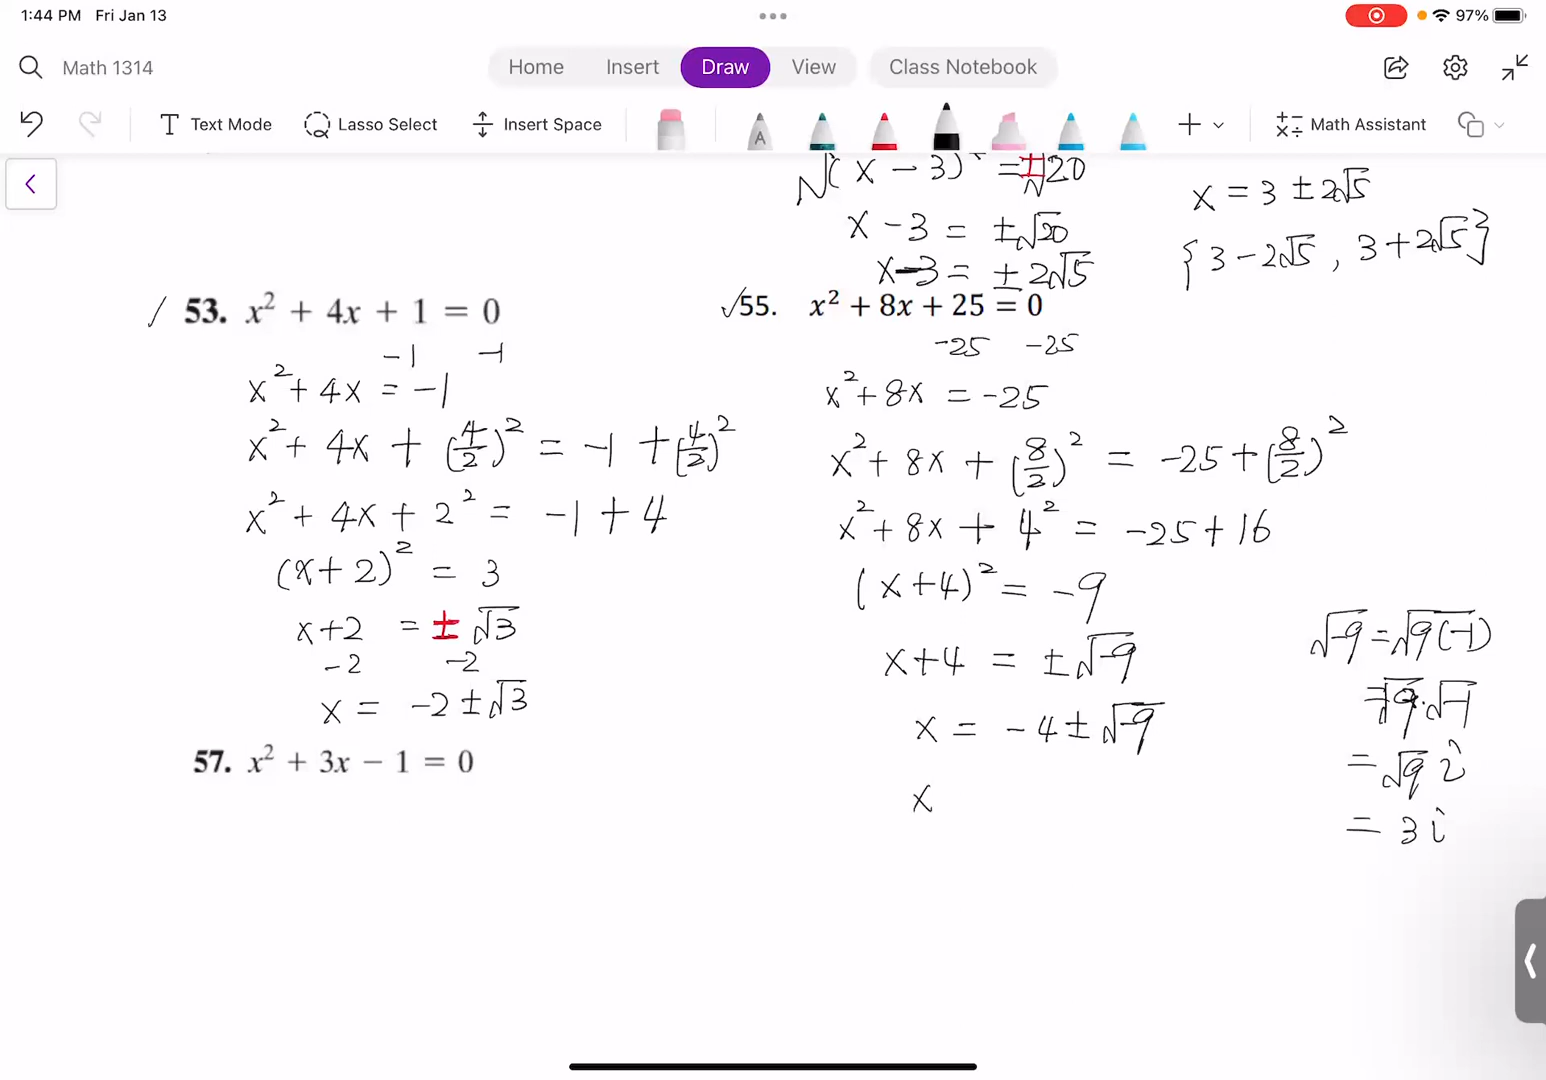 1:44 PM Fri Jan 13
97%
Math 1314
Home Insert Draw View Class Notebook
Text Mode Lasso Select Insert Space Math Assistant
√(x − 3)² = ±√20
x − 3 = ±√20
x − 3 = ± 2√5
x = 3 ± 2√5
{3 − 2√5 , 3 + 2√5}
53. x² + 4x + 1 = 0
−1 −1
x² + 4x = −1
x² + 4x + (4/2)² = −1 + (4/2)²
x² + 4x + 2² = −1 + 4
(x + 2)² = 3
x + 2 = ± √3
−2 −2
x = −2 ± √3
√55. x² + 8x + 25 = 0
−25 −25
x² + 8x = −25
x² + 8x + (8/2)² = −25 + (8/2)²
x² + 8x + 4² = −25 + 16
(x + 4)² = −9
x + 4 = ± √−9
x = −4 ± √−9
x
√−9 = √9(−1)
= √9 · √−1
= √9 i
= 3 i
57. x² + 3x − 1 = 0